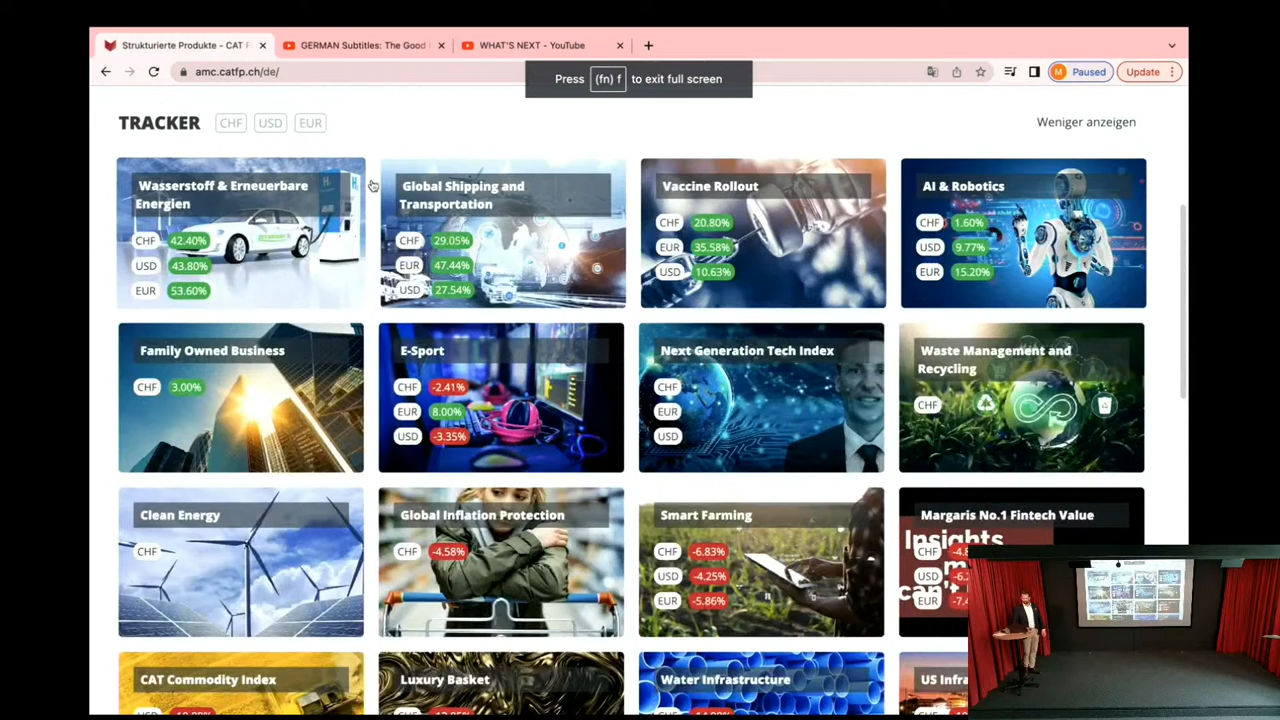 Strukturierte Produkte - CAT F
GERMAN Subtitles: The Good
WHAT'S NEXT - YouTube
amc.catfp.ch/de/
Press (fn) f to exit full screen
M Paused
Update
TRACKER CHF USD EUR
Weniger anzeigen
Wasserstoff & Erneuerbare
Energien
CHF 42.40%
USD 43.80%
EUR 53.60%
Global Shipping and
Transportation
CHF 29.05%
EUR 47.44%
USD 27.54%
Vaccine Rollout
CHF 20.80%
EUR 35.58%
USD 10.63%
AI & Robotics
CHF 1.60%
USD 9.77%
EUR 15.20%
Family Owned Business
CHF 3.00%
E-Sport
CHF -2.41%
EUR 8.00%
USD -3.35%
Next Generation Tech Index
CHF
EUR
USD
Waste Management and
Recycling
CHF
Clean Energy
CHF
Global Inflation Protection
CHF -4.58%
Smart Farming
CHF -6.83%
USD -4.25%
EUR -5.86%
Margaris No.1 Fintech Value
Insights
can't
CHF
USD
EUR
CAT Commodity Index
Luxury Basket
Water Infrastructure
US